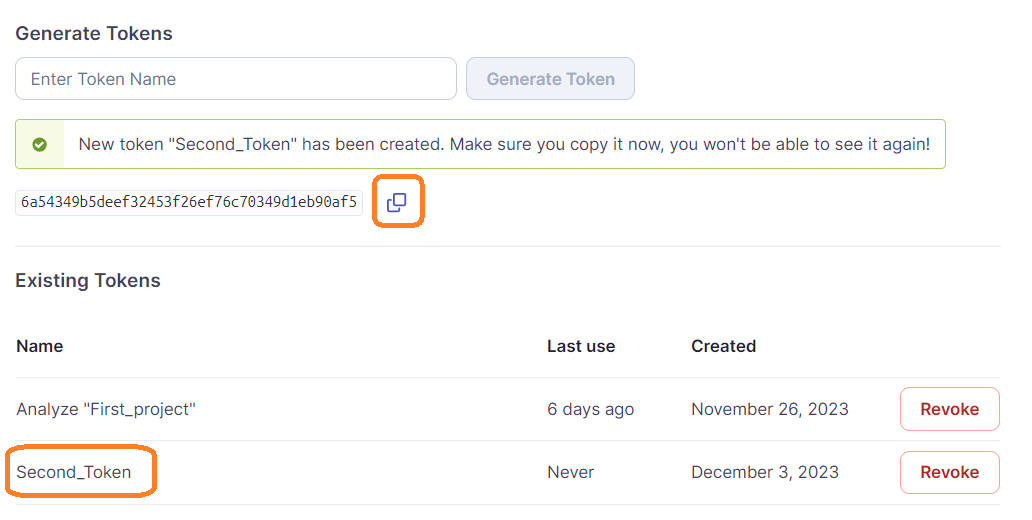 Generate Tokens
Enter Token Name Generate Token
New token "Second_Token" has been created. Make sure you copy it now, you won't be able to see it again!
6a54349b5deef32453f26ef76c70349d1eb90af5
Existing Tokens
Name Last use Created
Analyze "First_project" 6 days ago November 26, 2023 Revoke
Second_Token Never December 3, 2023 Revoke